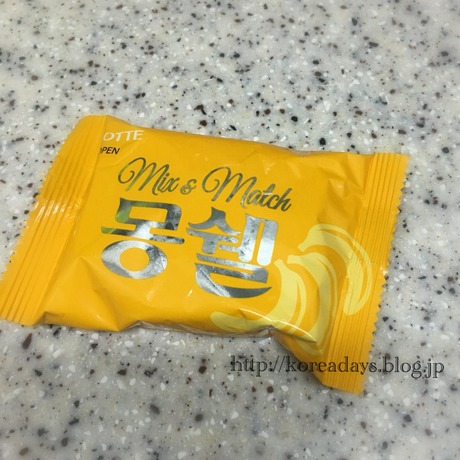 OTTE
OPEN
Mix & Match
몽쉘
http://koreadays.blog.jp